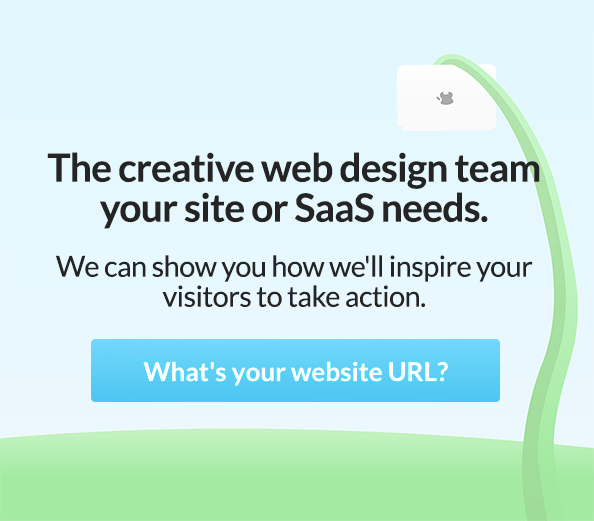 The creative web design team
your site or SaaS needs.
We can show you how we'll inspire your
visitors to take action.
What's your website URL?